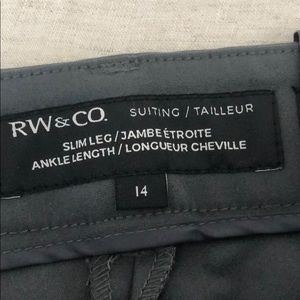 RW&CO. SUITING / TAILLEUR
SLIM LEG / JAMBE ÉTROITE
ANKLE LENGTH / LONGUEUR CHEVILLE
14